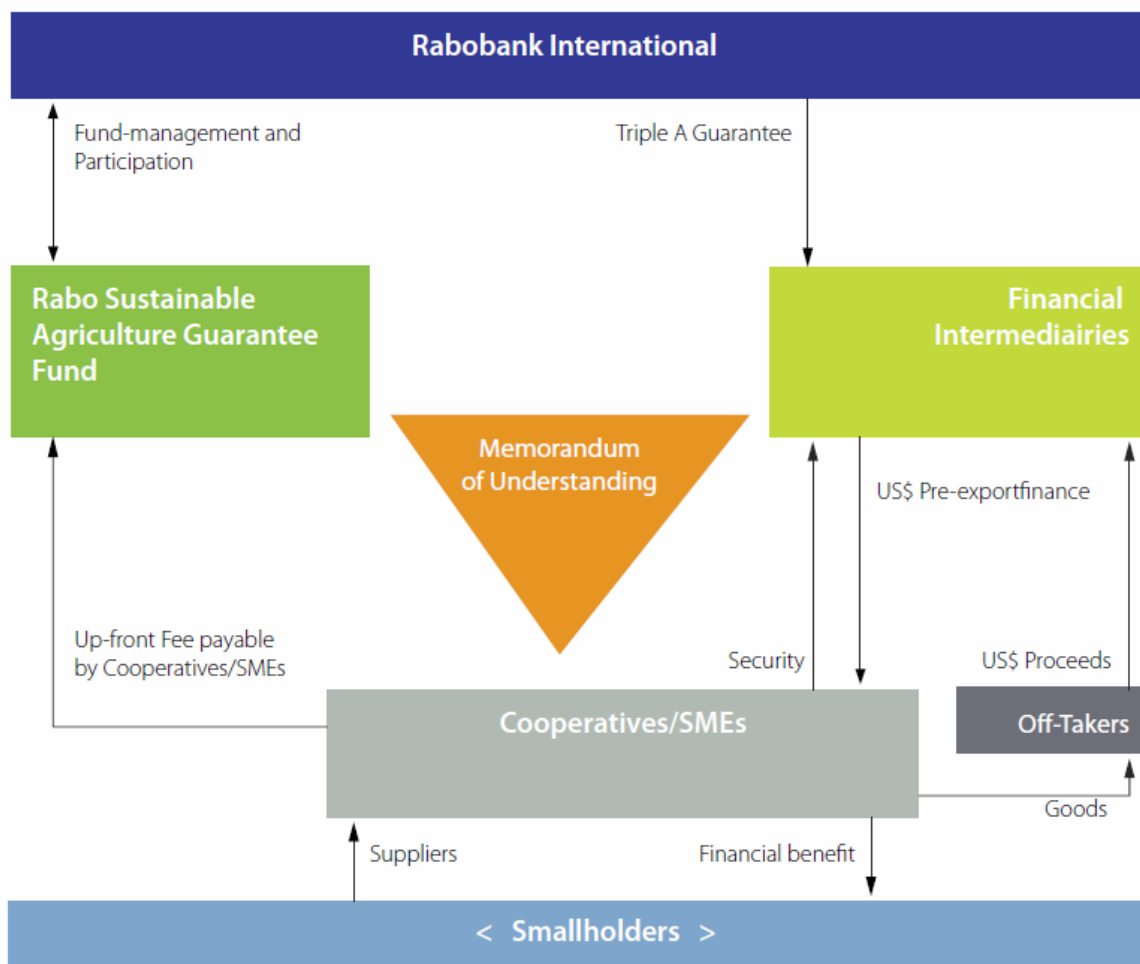 Rabobank International
Fund-management and
Participation
Triple A Guarantee
Rabo Sustainable
Agriculture Guarantee
Fund
Financial
Intermediairies
Memorandum
of Understanding
US$ Pre-exportfinance
Up-front Fee payable
by Cooperatives/SMEs
Security
US$ Proceeds
Cooperatives/SMEs
Off-Takers
Goods
Suppliers
Financial benefit
< Smallholders >